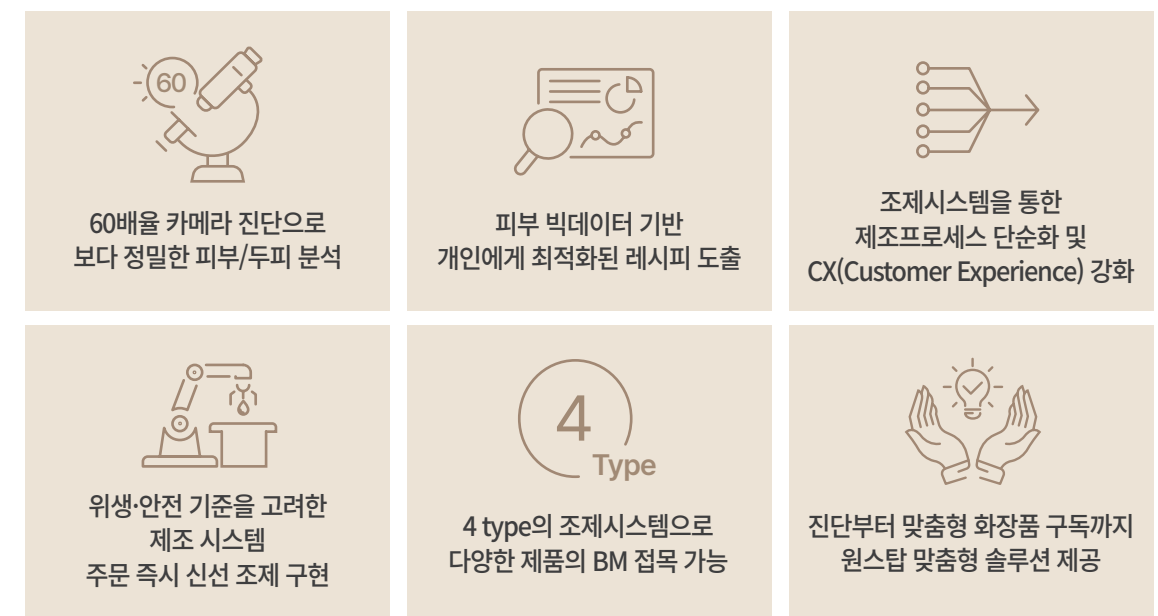 60
60배율 카메라 진단으로
보다 정밀한 피부/두피 분석
피부 빅데이터 기반
개인에게 최적화된 레시피 도출
조제시스템을 통한
제조프로세스 단순화 및
CX(Customer Experience) 강화
위생·안전 기준을 고려한
제조 시스템
주문 즉시 신선 조제 구현
4
Type
4 type의 조제시스템으로
다양한 제품의 BM 접목 가능
진단부터 맞춤형 화장품 구독까지
원스탑 맞춤형 솔루션 제공